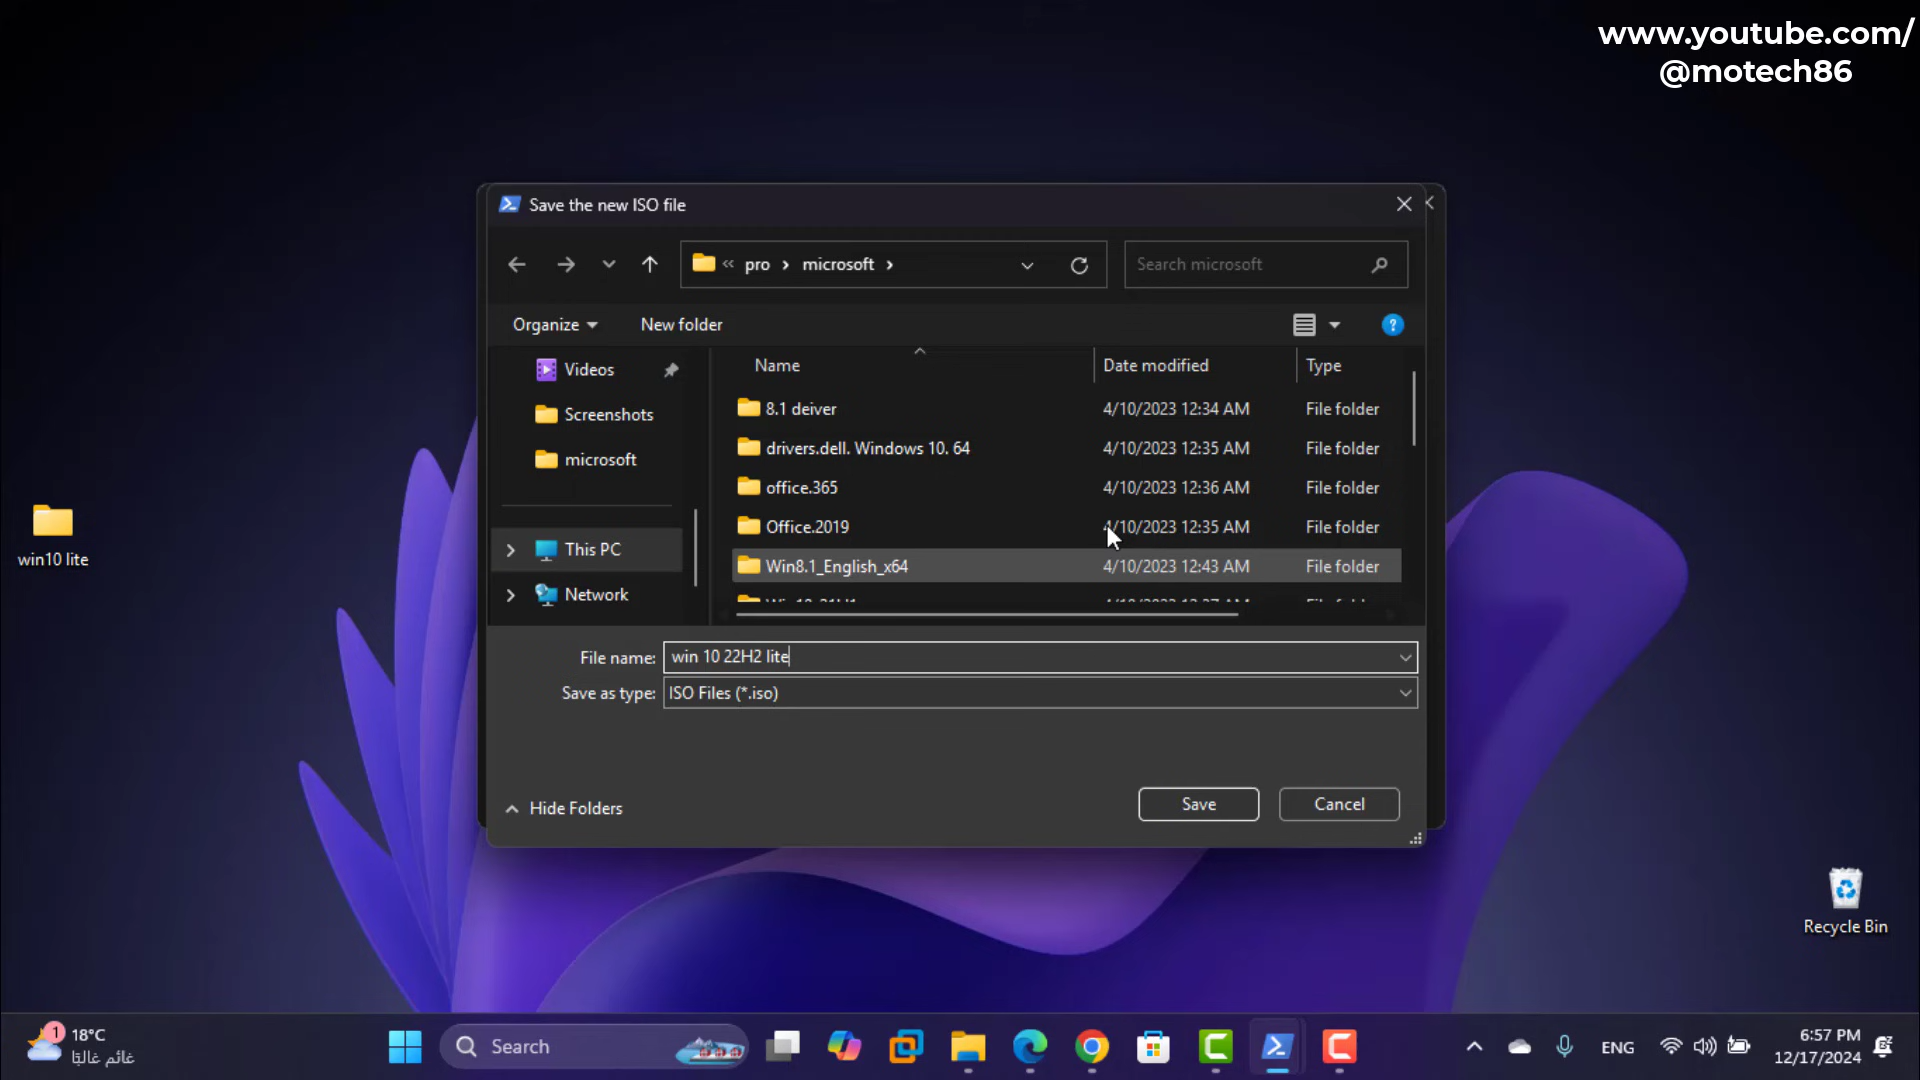 www.youtube.com/
@motech86
Save the new ISO file
« pro › microsoft ›
Search microsoft
Organize
New folder
Videos
Screenshots
microsoft
This PC
Network
Name
Date modified
Type
8.1 deiver
4/10/2023 12:34 AM
File folder
drivers.dell. Windows 10. 64
4/10/2023 12:35 AM
File folder
office.365
4/10/2023 12:36 AM
File folder
Office.2019
4/10/2023 12:35 AM
File folder
Win8.1_English_x64
4/10/2023 12:43 AM
File folder
File name:
win 10 22H2 lite
Save as type:
ISO Files (*.iso)
Hide Folders
Save
Cancel
win10 lite
Recycle Bin
1
18°C
غائم غالبًا
Search
ENG
6:57 PM
12/17/2024